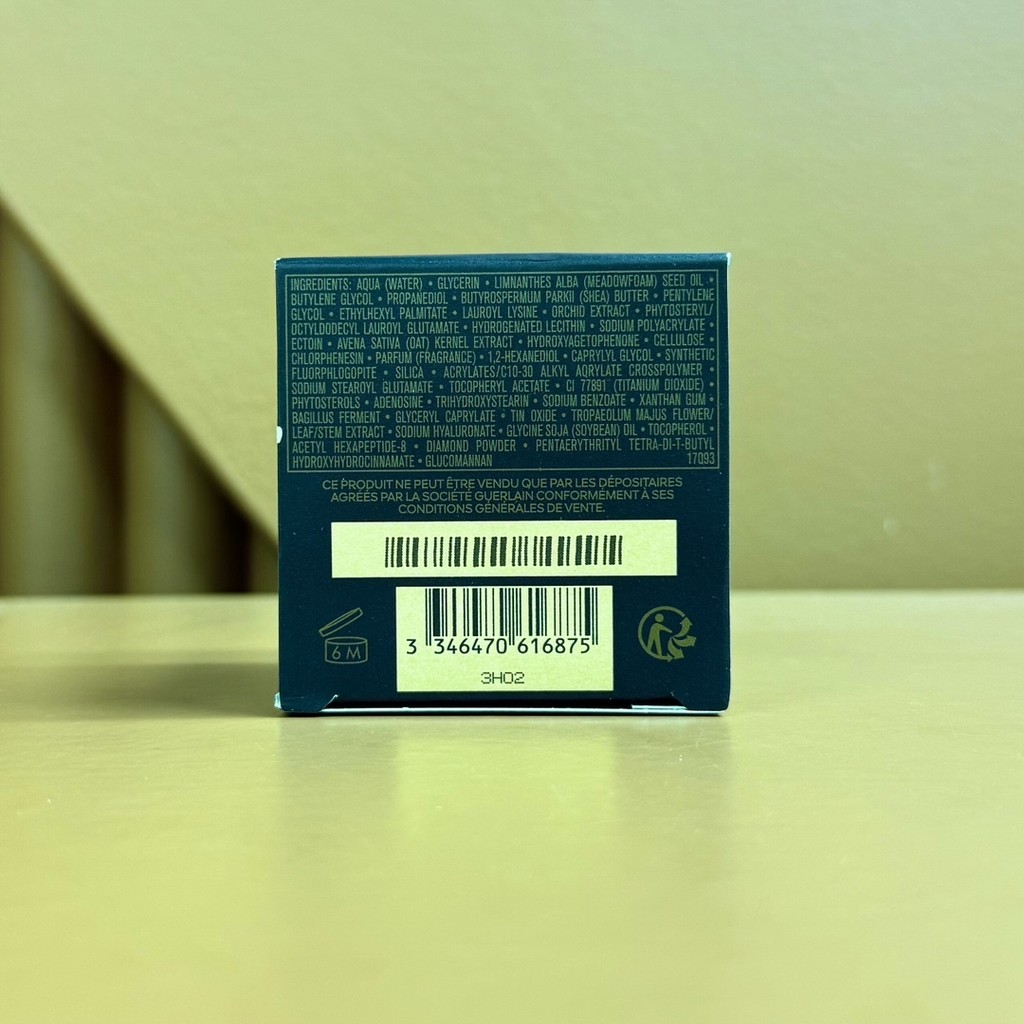 INGREDIENTS: AQUA (WATER) • GLYCERIN • LIMNANTHES ALBA (MEADOWFOAM) SEED OIL •
BUTYLENE GLYCOL • PROPANEDIOL • BUTYROSPERMUM PARKII (SHEA) BUTTER • PENTYLENE
GLYCOL • ETHYLHEXYL PALMITATE • LAUROYL LYSINE • ORCHID EXTRACT • PHYTOSTERYL/
OCTYLDODECYL LAUROYL GLUTAMATE • HYDROGENATED LECITHIN • SODIUM POLYACRYLATE •
ECTOIN • AVENA SATIVA (OAT) KERNEL EXTRACT • HYDROXYACETOPHENONE • CELLULOSE •
CHLORPHENESIN • PARFUM (FRAGRANCE) • 1,2-HEXANEDIOL • CAPRYLYL GLYCOL • SYNTHETIC
FLUORPHLOGOPITE • SILICA • ACRYLATES/C10-30 ALKYL ACRYLATE CROSSPOLYMER •
SODIUM STEAROYL GLUTAMATE • TOCOPHERYL ACETATE • CI 77891 (TITANIUM DIOXIDE) •
PHYTOSTEROLS • ADENOSINE • TRIHYDROXYSTEARIN • SODIUM BENZOATE • XANTHAN GUM •
BACILLUS FERMENT • GLYCERYL CAPRYLATE • TIN OXIDE • TROPAEOLUM MAJUS FLOWER/
LEAF/STEM EXTRACT • SODIUM HYALURONATE • GLYCINE SOJA (SOYBEAN) OIL • TOCOPHEROL •
ACETYL HEXAPEPTIDE-8 • DIAMOND POWDER • PENTAERYTHRITYL TETRA-DI-T-BUTYL
HYDROXYHYDROCINNAMATE • GLUCOMANNAN 17093
CE PRODUIT NE PEUT ÊTRE VENDU QUE PAR LES DÉPOSITAIRES
AGRÉÉS PAR LA SOCIÉTÉ GUERLAIN CONFORMÉMENT À SES
CONDITIONS GÉNÉRALES DE VENTE.
6 M
3 346470 616875
3H02